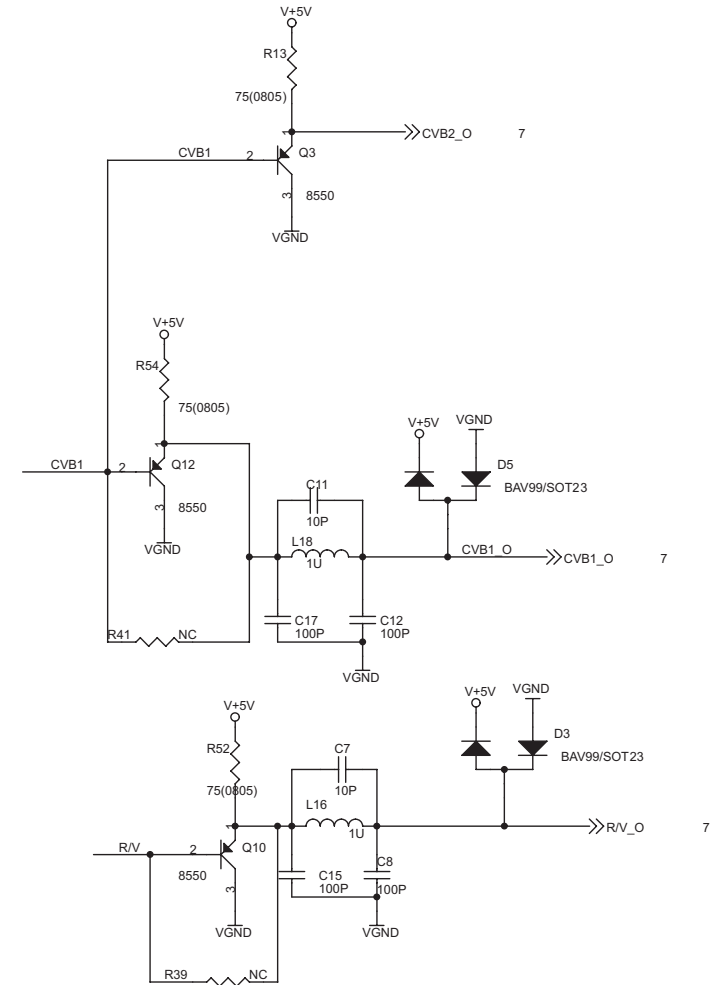 V+5V
R13
75(0805)
1
CVB2_O 7
CVB1 2 Q3
3 8550
VGND
V+5V
R54
75(0805)
1
CVB1 2 Q12
3 8550
VGND
R41 NC
C11
10P
L18
1U
C17
100P
C12
100P
VGND
V+5V VGND
D5
BAV99/SOT23
CVB1_O CVB1_O 7
V+5V
R52
75(0805)
1
R/V 2 Q10
8550 3
VGND
R39 NC
C7
10P
L16
1U
C15
100P
C8
100P
VGND
V+5V VGND
D3
BAV99/SOT23
R/V_O 7